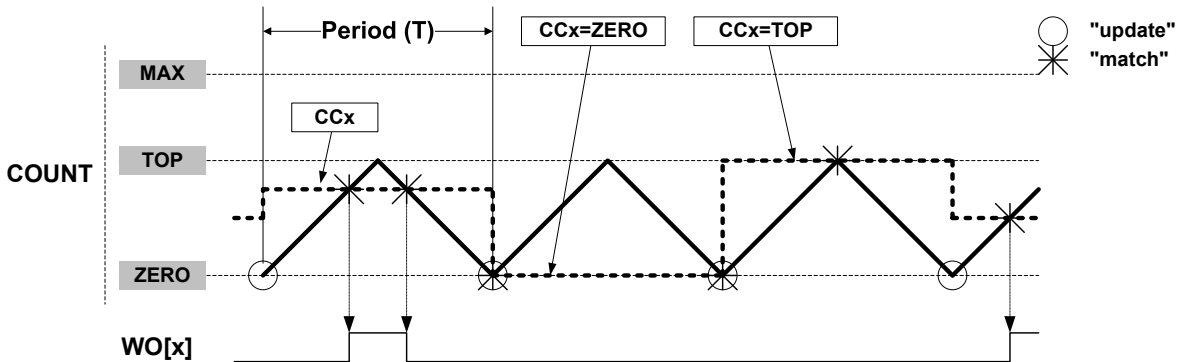 Period (T)
CCx=ZERO
CCx=TOP
"update"
"match"
MAX
CCx
TOP
COUNT
ZERO
WO[x]